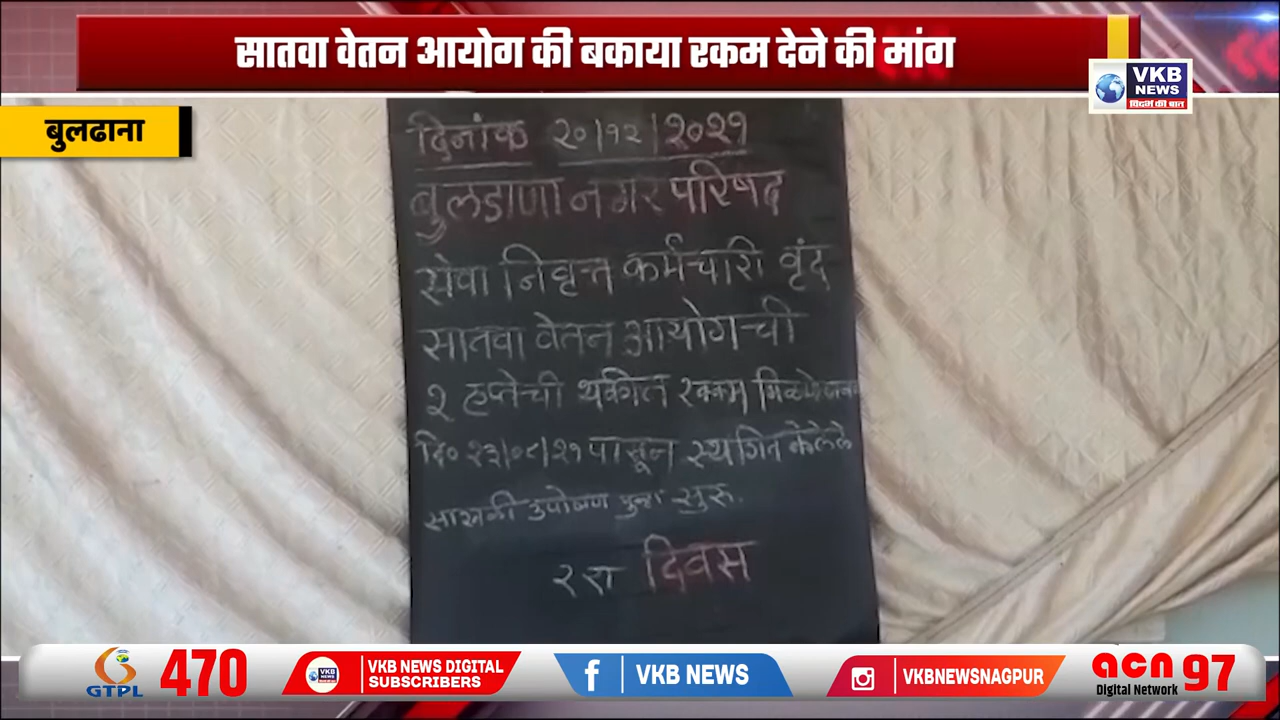 सातवा वेतन आयोग की बकाया रकम देने की मांग
VKB
NEWS
विदर्भ की बात
बुलढाना
दिनांक २०/१२/२०२१
बुलडाणा नगर परिषद
सेवा निवृत्त कर्मचारी वृंद
सातवा वेतन आयोगची
२ हप्तेची थकीत रक्कम
दि० २३/०८/२१ पासून स्थगित केलेले
साखळी उपोषण पुन्हा सुरु.
२रा दिवस
GTPL 470
VKB NEWS DIGITAL
SUBSCRIBERS
VKB NEWS
VKBNEWSNAGPUR
acn 97
Digital Network